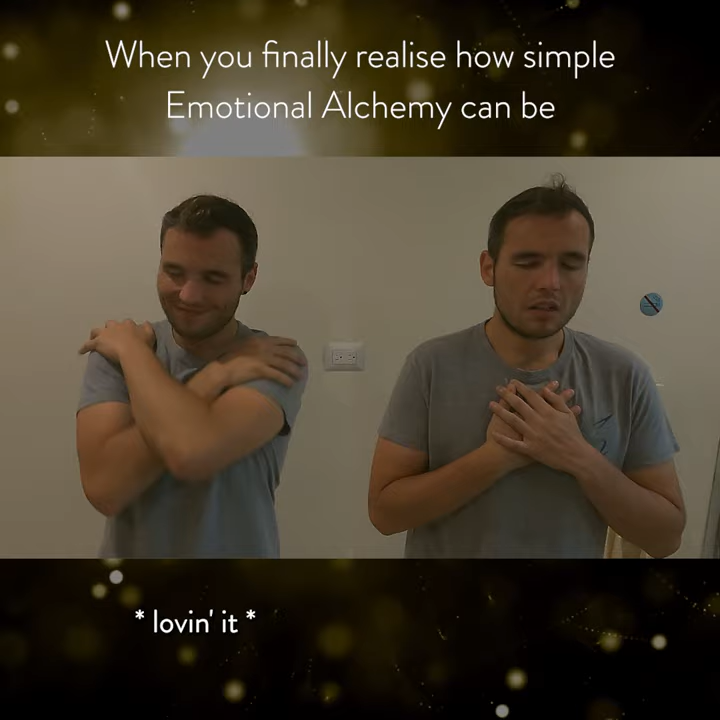 When you finally realise how simple
Emotional Alchemy can be
* lovin' it *